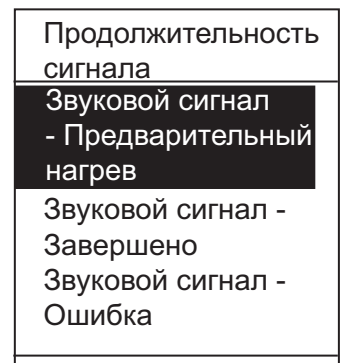 Продолжительность
сигнала
Звуковой сигнал
- Предварительный
нагрев
Звуковой сигнал -
Завершено
Звуковой сигнал -
Ошибка